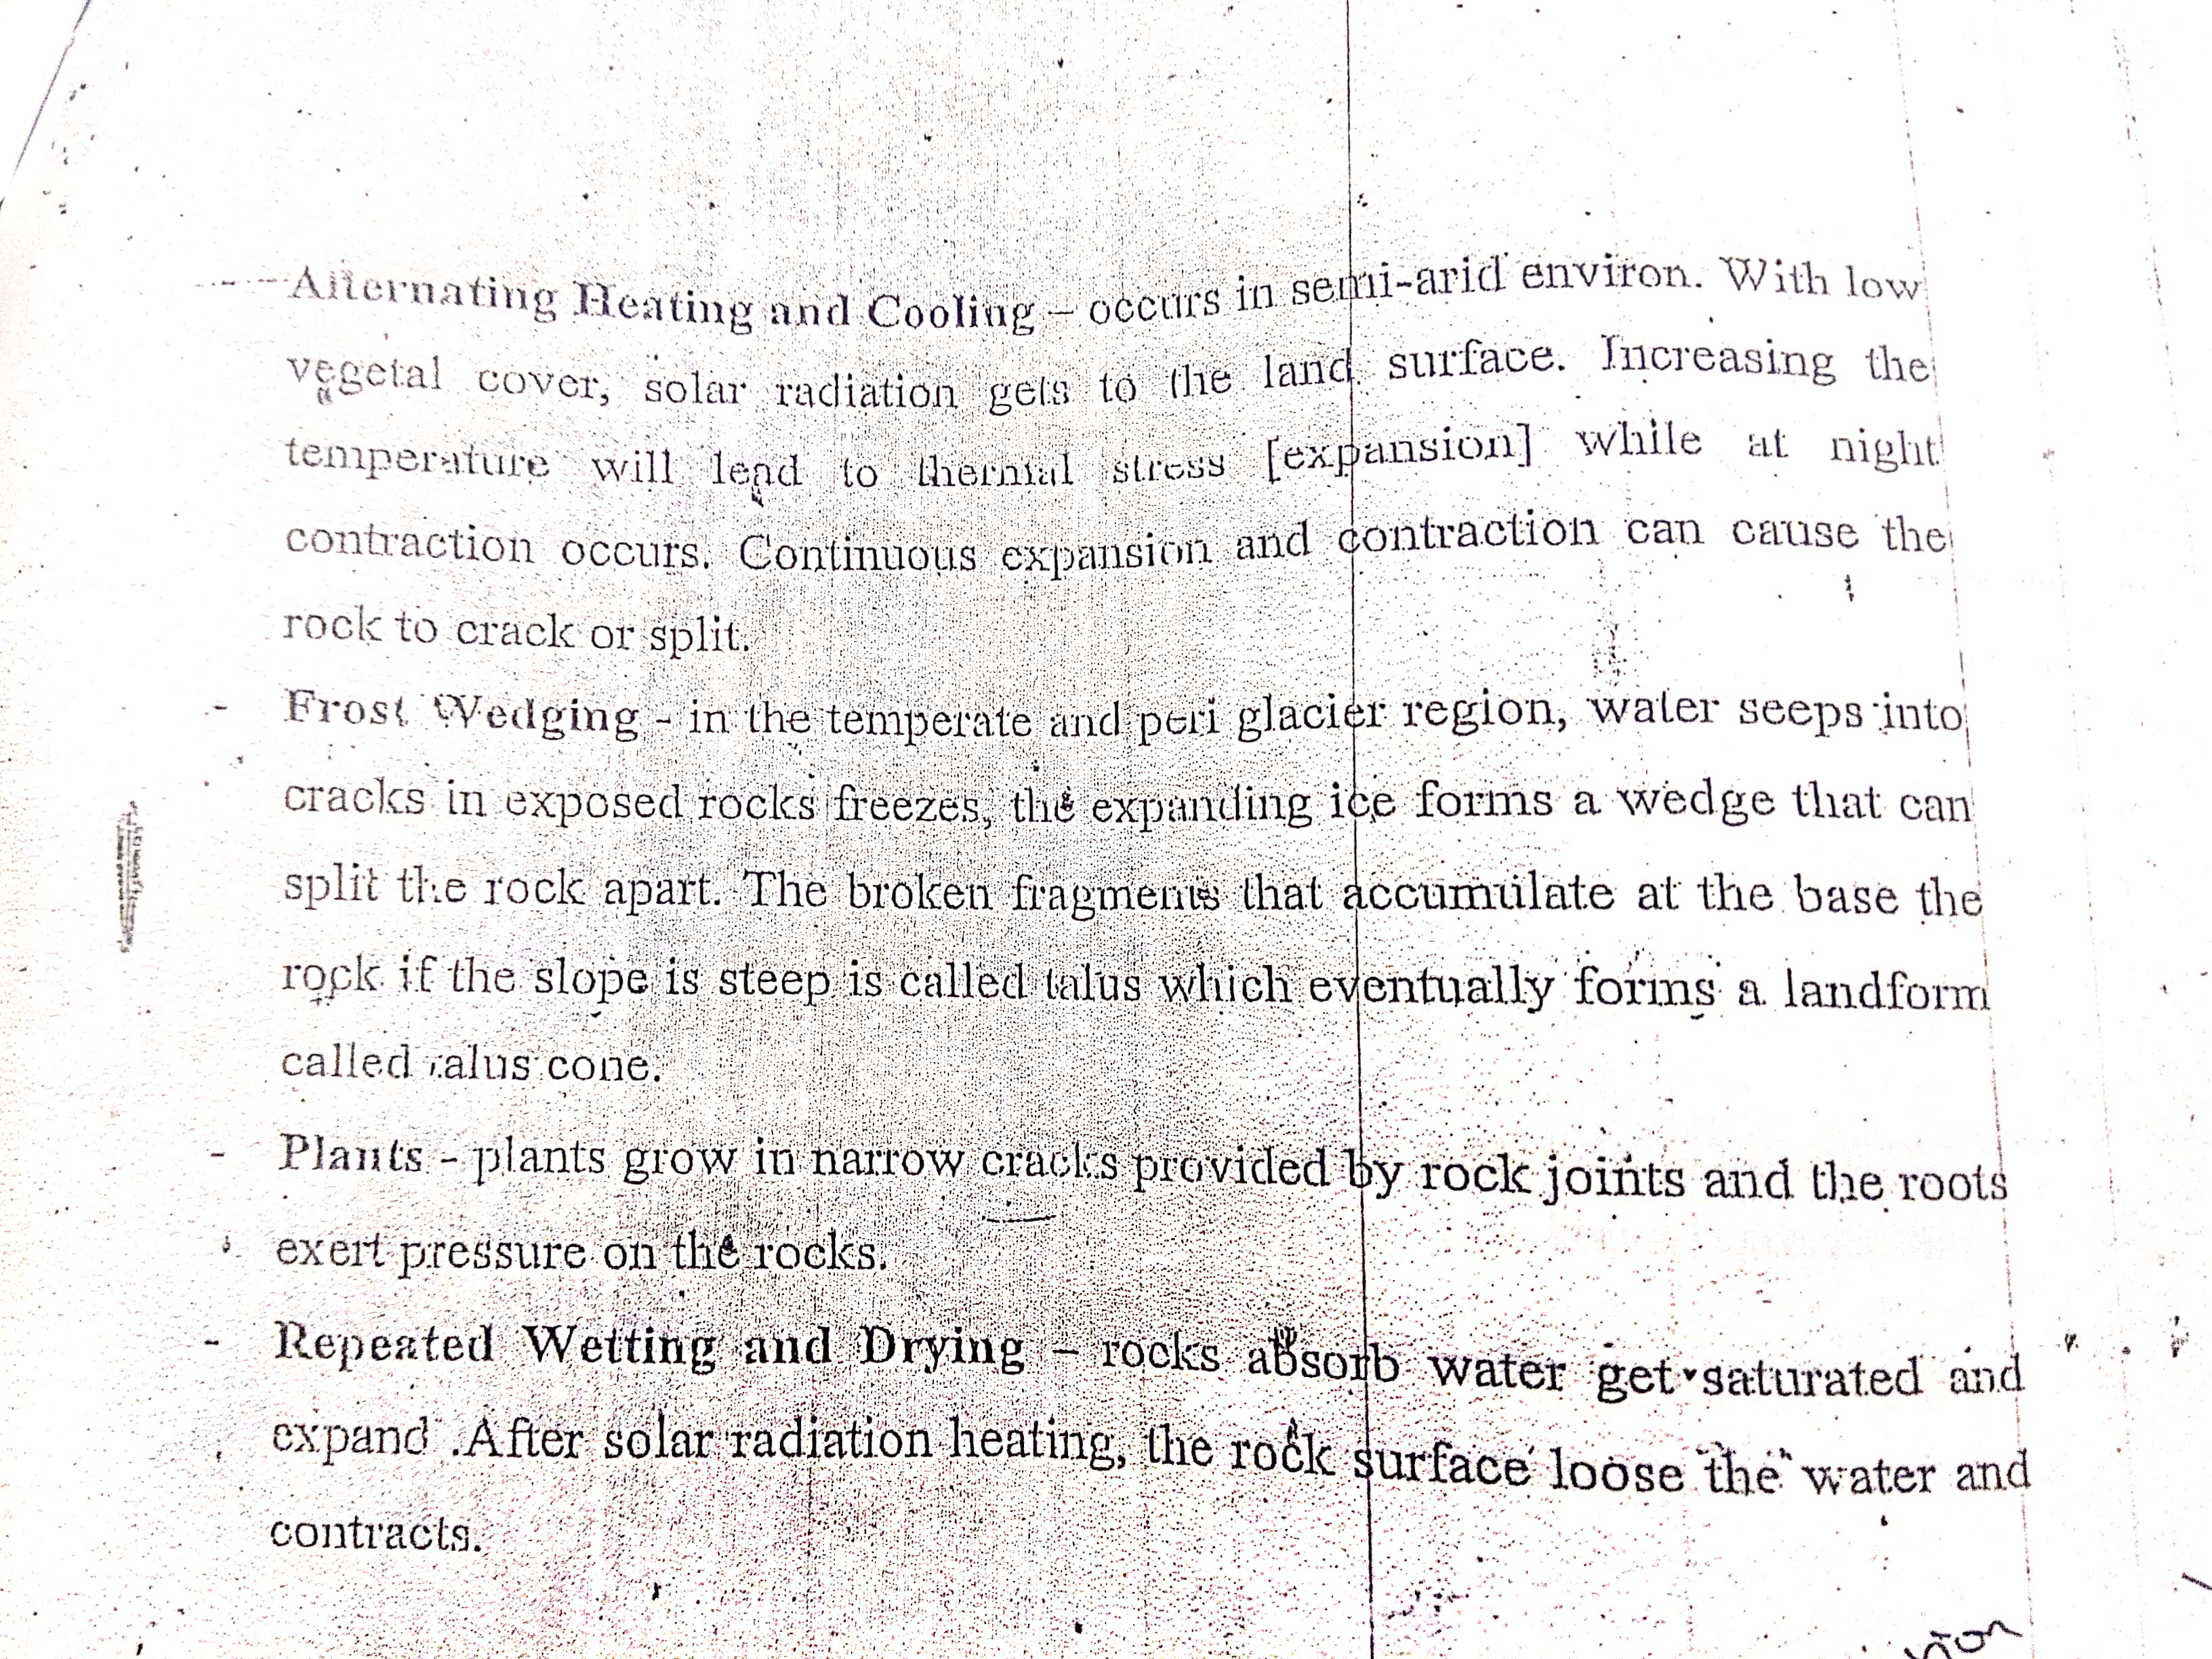 - Alternating Heating and Cooling – occurs in semi-arid environ. With low
vegetal cover, solar radiation gets to the land surface. Increasing the
temperature will lead to thermal stress [expansion] while at night
contraction occurs. Continuous expansion and contraction can cause the
rock to crack or split.
- Frost Wedging - in the temperate and peri glacier region, water seeps into
cracks in exposed rocks freezes, the expanding ice forms a wedge that can
split the rock apart. The broken fragments that accumulate at the base the
rock if the slope is steep is called talus which eventually forms a landform
called talus cone.
- Plants - plants grow in narrow cracks provided by rock joints and the roots
exert pressure on the rocks.
- Repeated Wetting and Drying – rocks absorb water get saturated and
expand .After solar radiation heating, the rock surface loose the water and
contracts.